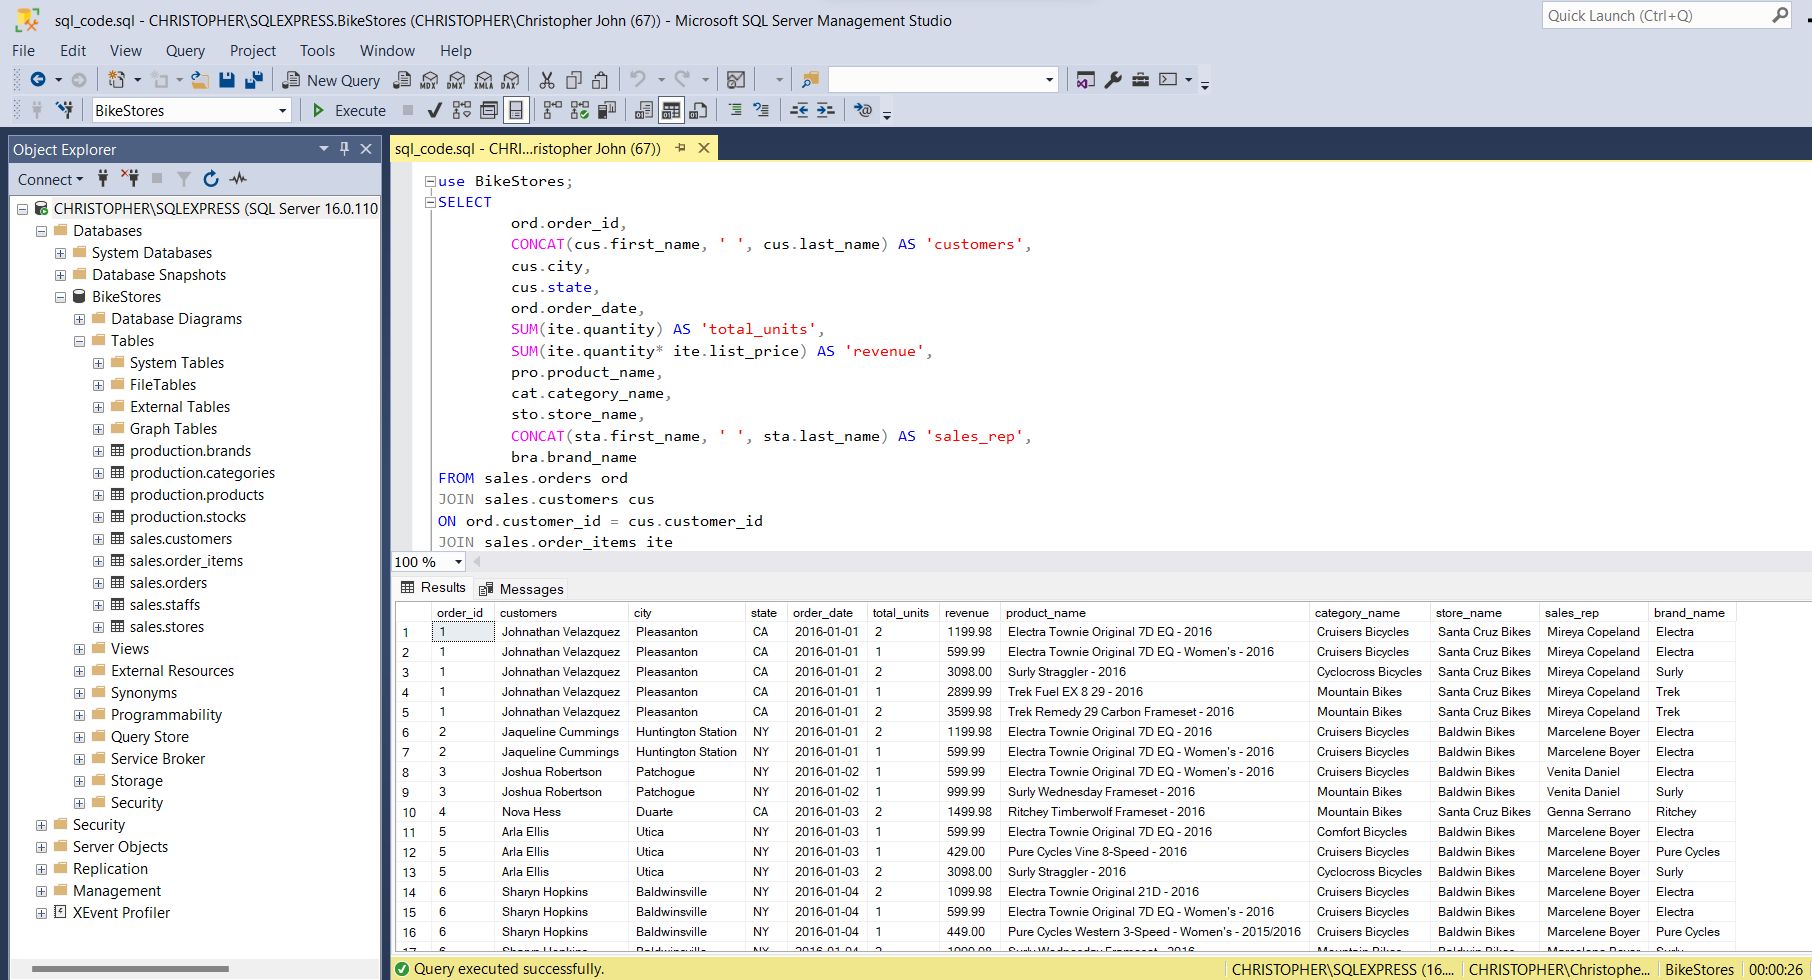 sql_code.sql - CHRISTOPHER\SQLEXPRESS.BikeStores (CHRISTOPHER\Christopher John (67)) - Microsoft SQL Server Management Studio
Quick Launch (Ctrl+Q)
File Edit View Query Project Tools Window Help
New Query MDX DMX XMLA DAX
BikeStores Execute
Object Explorer
Connect
CHRISTOPHER\SQLEXPRESS (SQL Server 16.0.110
Databases
System Databases
Database Snapshots
BikeStores
Database Diagrams
Tables
System Tables
FileTables
External Tables
Graph Tables
production.brands
production.categories
production.products
production.stocks
sales.customers
sales.order_items
sales.orders
sales.staffs
sales.stores
Views
External Resources
Synonyms
Programmability
Query Store
Service Broker
Storage
Security
Security
Server Objects
Replication
Management
XEvent Profiler
sql_code.sql - CHRI...ristopher John (67))
use BikeStores;
SELECT
ord.order_id,
CONCAT(cus.first_name, ' ', cus.last_name) AS 'customers',
cus.city,
cus.state,
ord.order_date,
SUM(ite.quantity) AS 'total_units',
SUM(ite.quantity* ite.list_price) AS 'revenue',
pro.product_name,
cat.category_name,
sto.store_name,
CONCAT(sta.first_name, ' ', sta.last_name) AS 'sales_rep',
bra.brand_name
FROM sales.orders ord
JOIN sales.customers cus
ON ord.customer_id = cus.customer_id
JOIN sales.order_items ite
100 %
Results Messages
order_id customers city state order_date total_units revenue product_name category_name store_name sales_rep brand_name
1 1 Johnathan Velazquez Pleasanton CA 2016-01-01 2 1199.98 Electra Townie Original 7D EQ - 2016 Cruisers Bicycles Santa Cruz Bikes Mireya Copeland Electra
2 1 Johnathan Velazquez Pleasanton CA 2016-01-01 1 599.99 Electra Townie Original 7D EQ - Women's - 2016 Cruisers Bicycles Santa Cruz Bikes Mireya Copeland Electra
3 1 Johnathan Velazquez Pleasanton CA 2016-01-01 2 3098.00 Surly Straggler - 2016 Cyclocross Bicycles Santa Cruz Bikes Mireya Copeland Surly
4 1 Johnathan Velazquez Pleasanton CA 2016-01-01 1 2899.99 Trek Fuel EX 8 29 - 2016 Mountain Bikes Santa Cruz Bikes Mireya Copeland Trek
5 1 Johnathan Velazquez Pleasanton CA 2016-01-01 2 3599.98 Trek Remedy 29 Carbon Frameset - 2016 Mountain Bikes Santa Cruz Bikes Mireya Copeland Trek
6 2 Jaqueline Cummings Huntington Station NY 2016-01-01 2 1199.98 Electra Townie Original 7D EQ - 2016 Cruisers Bicycles Baldwin Bikes Marcelene Boyer Electra
7 2 Jaqueline Cummings Huntington Station NY 2016-01-01 1 599.99 Electra Townie Original 7D EQ - Women's - 2016 Cruisers Bicycles Baldwin Bikes Marcelene Boyer Electra
8 3 Joshua Robertson Patchogue NY 2016-01-02 1 599.99 Electra Townie Original 7D EQ - Women's - 2016 Cruisers Bicycles Baldwin Bikes Venita Daniel Electra
9 3 Joshua Robertson Patchogue NY 2016-01-02 1 999.99 Surly Wednesday Frameset - 2016 Mountain Bikes Baldwin Bikes Venita Daniel Surly
10 4 Nova Hess Duarte CA 2016-01-03 2 1499.98 Ritchey Timberwolf Frameset - 2016 Mountain Bikes Santa Cruz Bikes Genna Serrano Ritchey
11 5 Arla Ellis Utica NY 2016-01-03 1 599.99 Electra Townie Original 7D EQ - 2016 Comfort Bicycles Baldwin Bikes Marcelene Boyer Electra
12 5 Arla Ellis Utica NY 2016-01-03 1 429.00 Pure Cycles Vine 8-Speed - 2016 Cruisers Bicycles Baldwin Bikes Marcelene Boyer Pure Cycles
13 5 Arla Ellis Utica NY 2016-01-03 2 3098.00 Surly Straggler - 2016 Cyclocross Bicycles Baldwin Bikes Marcelene Boyer Surly
14 6 Sharyn Hopkins Baldwinsville NY 2016-01-04 2 1099.98 Electra Townie Original 21D - 2016 Cruisers Bicycles Baldwin Bikes Marcelene Boyer Electra
15 6 Sharyn Hopkins Baldwinsville NY 2016-01-04 1 599.99 Electra Townie Original 7D EQ - Women's - 2016 Cruisers Bicycles Baldwin Bikes Marcelene Boyer Electra
16 6 Sharyn Hopkins Baldwinsville NY 2016-01-04 1 449.00 Pure Cycles Western 3-Speed - Women's - 2015/2016 Cruisers Bicycles Baldwin Bikes Marcelene Boyer Pure Cycles
Query executed successfully. CHRISTOPHER\SQLEXPRESS (16.... CHRISTOPHER\Christophe... BikeStores 00:00:26